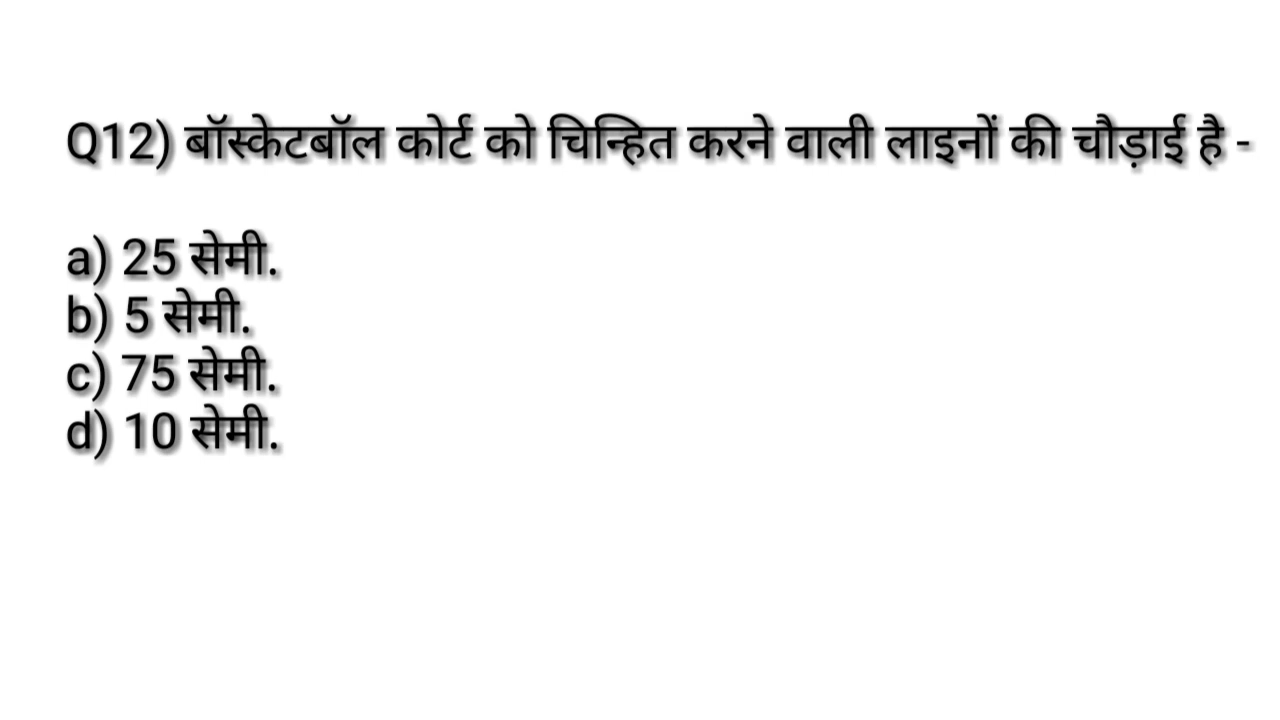 Q12) बॉस्केटबॉल कोर्ट को चिन्हित करने वाली लाइनों की चौड़ाई है -
a) 25 सेमी.
b) 5 सेमी.
c) 75 सेमी.
d) 10 सेमी.